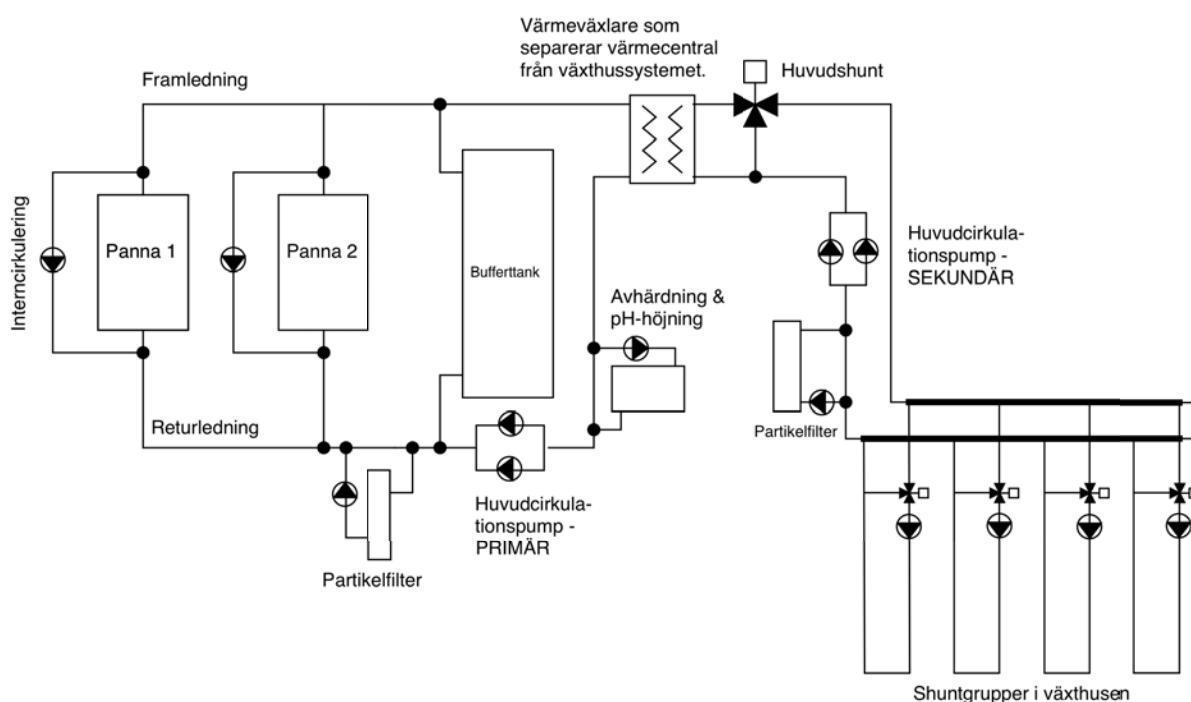 Värmeväxlare som
separerar värmecentral
från växthussystemet.
Huvudshunt
Framledning
Interncirkulering
Panna 1
Panna 2
Bufferttank
Huvudcirkula-
tionspump -
SEKUNDÄR
Avhärdning &
pH-höjning
Returledning
Partikelfilter
Huvudcirkula-
tionspump -
PRIMÄR
Partikelfilter
Shuntgrupper i växthusen